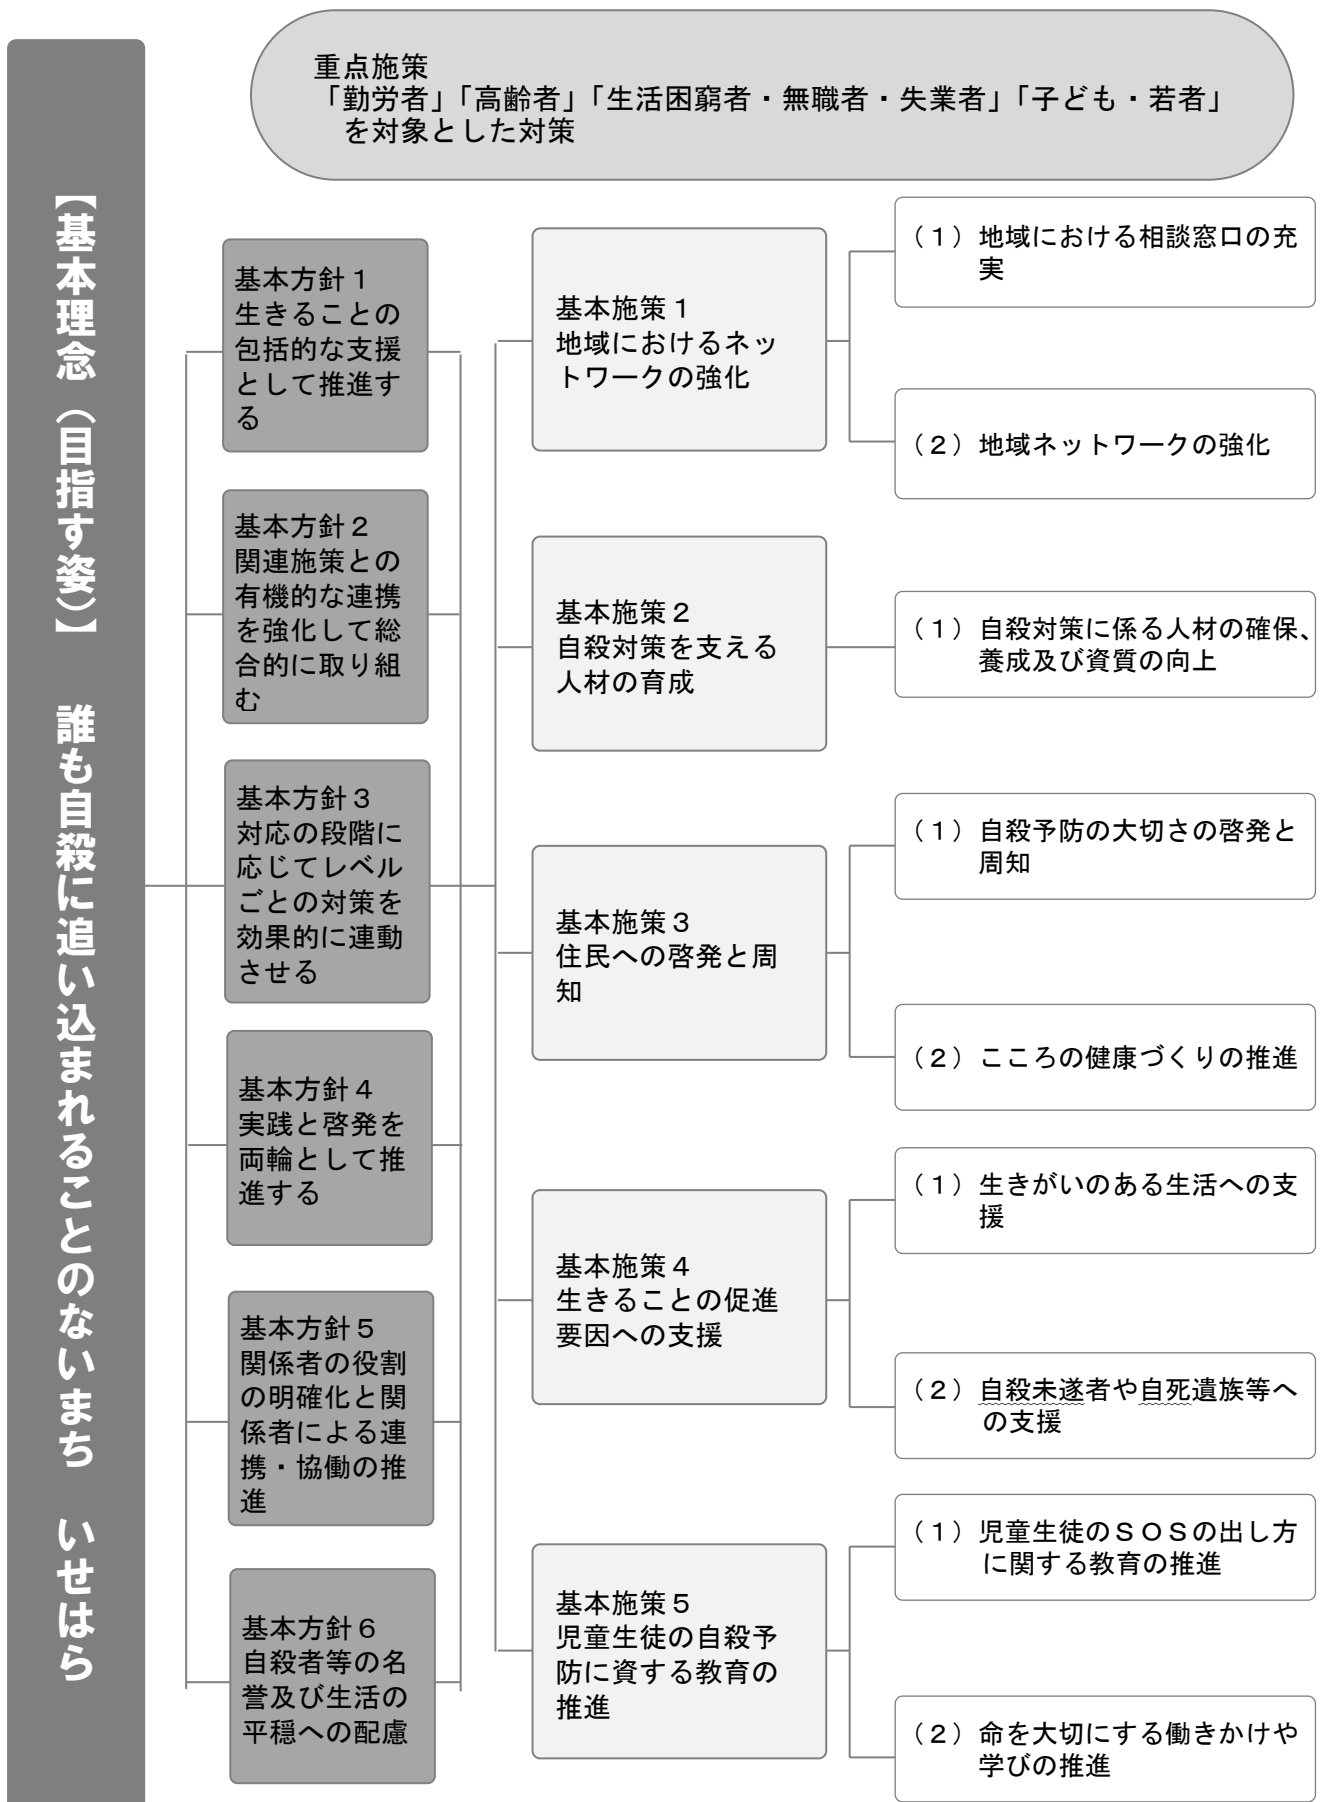 重点施策
「勤労者」「高齢者」「生活困窮者・無職者・失業者」「子ども・若者」
を対象とした対策
【基本理念（目指す姿）】　誰も自殺に追い込まれることのないまち　いせはら
基本方針１
生きることの
包括的な支援
として推進す
る
基本方針２
関連施策との
有機的な連携
を強化して総
合的に取り組
む
基本方針３
対応の段階に
応じてレベル
ごとの対策を
効果的に連動
させる
基本方針４
実践と啓発を
両輪として推
進する
基本方針５
関係者の役割
の明確化と関
係者による連
携・協働の推
進
基本方針６
自殺者等の名
誉及び生活の
平穏への配慮
基本施策１
地域におけるネッ
トワークの強化
（１）地域における相談窓口の充
実
（２）地域ネットワークの強化
基本施策２
自殺対策を支える
人材の育成
（１）自殺対策に係る人材の確保、
養成及び資質の向上
基本施策３
住民への啓発と周
知
（１）自殺予防の大切さの啓発と
周知
（２）こころの健康づくりの推進
基本施策４
生きることの促進
要因への支援
（１）生きがいのある生活への支
援
（２）自殺未遂者や自死遺族等へ
の支援
基本施策５
児童生徒の自殺予
防に資する教育の
推進
（１）児童生徒のＳＯＳの出し方
に関する教育の推進
（２）命を大切にする働きかけや
学びの推進